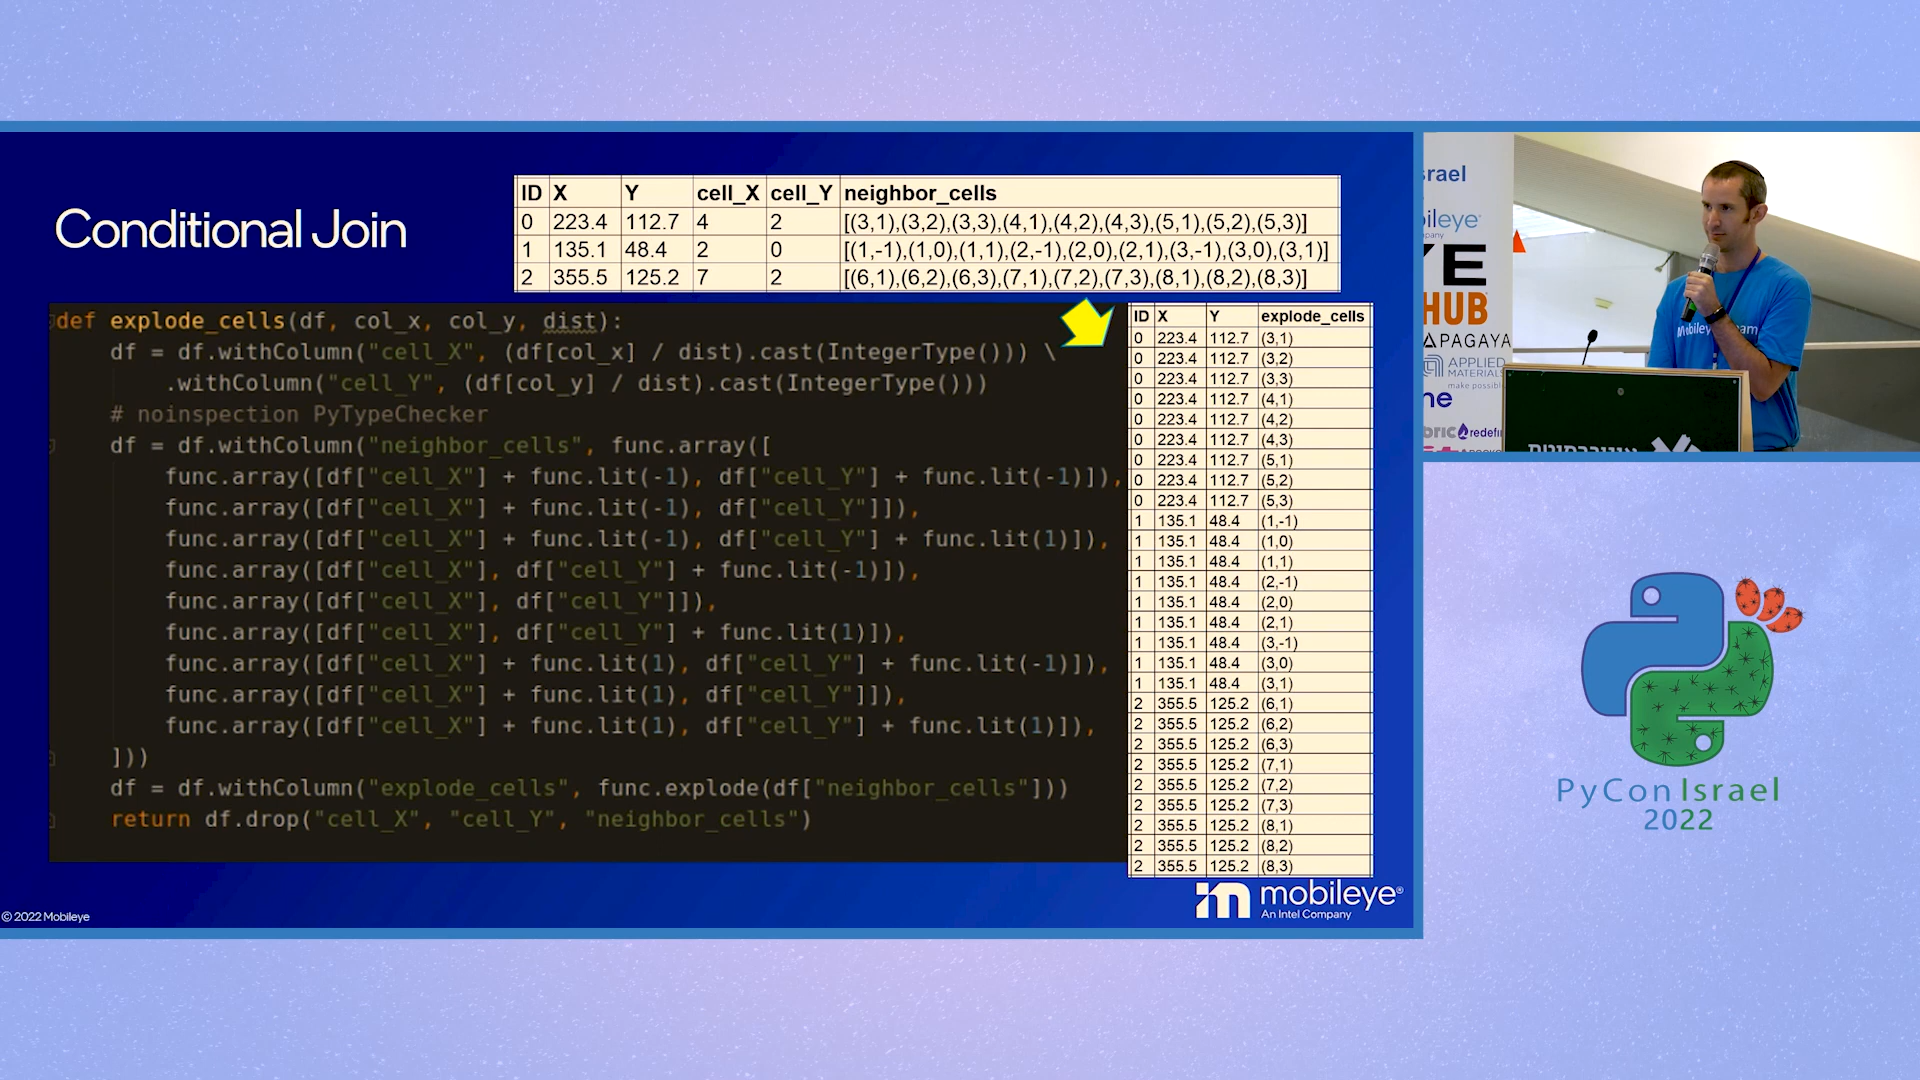 Conditional Join
ID X Y cell_X cell_Y neighbor_cells
0 223.4 112.7 4 2 [(3,1),(3,2),(3,3),(4,1),(4,2),(4,3),(5,1),(5,2),(5,3)]
1 135.1 48.4 2 0 [(1,-1),(1,0),(1,1),(2,-1),(2,0),(2,1),(3,-1),(3,0),(3,1)]
2 355.5 125.2 7 2 [(6,1),(6,2),(6,3),(7,1),(7,2),(7,3),(8,1),(8,2),(8,3)]
def explode_cells(df, col_x, col_y, dist):
df = df.withColumn("cell_X", (df[col_x] / dist).cast(IntegerType())) \
.withColumn("cell_Y", (df[col_y] / dist).cast(IntegerType()))
# noinspection PyTypeChecker
df = df.withColumn("neighbor_cells", func.array([
func.array([df["cell_X"] + func.lit(-1), df["cell_Y"] + func.lit(-1)]),
func.array([df["cell_X"] + func.lit(-1), df["cell_Y"]]),
func.array([df["cell_X"] + func.lit(-1), df["cell_Y"] + func.lit(1)]),
func.array([df["cell_X"], df["cell_Y"] + func.lit(-1)]),
func.array([df["cell_X"], df["cell_Y"]]),
func.array([df["cell_X"], df["cell_Y"] + func.lit(1)]),
func.array([df["cell_X"] + func.lit(1), df["cell_Y"] + func.lit(-1)]),
func.array([df["cell_X"] + func.lit(1), df["cell_Y"]]),
func.array([df["cell_X"] + func.lit(1), df["cell_Y"] + func.lit(1)]),
]))
df = df.withColumn("explode_cells", func.explode(df["neighbor_cells"]))
return df.drop("cell_X", "cell_Y", "neighbor_cells")
ID X Y explode_cells
0 223.4 112.7 (3,1)
0 223.4 112.7 (3,2)
0 223.4 112.7 (3,3)
0 223.4 112.7 (4,1)
0 223.4 112.7 (4,2)
0 223.4 112.7 (4,3)
0 223.4 112.7 (5,1)
0 223.4 112.7 (5,2)
0 223.4 112.7 (5,3)
1 135.1 48.4 (1,-1)
1 135.1 48.4 (1,0)
1 135.1 48.4 (1,1)
1 135.1 48.4 (2,-1)
1 135.1 48.4 (2,0)
1 135.1 48.4 (2,1)
1 135.1 48.4 (3,-1)
1 135.1 48.4 (3,0)
1 135.1 48.4 (3,1)
2 355.5 125.2 (6,1)
2 355.5 125.2 (6,2)
2 355.5 125.2 (6,3)
2 355.5 125.2 (7,1)
2 355.5 125.2 (7,2)
2 355.5 125.2 (7,3)
2 355.5 125.2 (8,1)
2 355.5 125.2 (8,2)
2 355.5 125.2 (8,3)
mobileye®
An Intel Company
© 2022 Mobileye
srael
bileye
YE
HUB
PAGAYA
APPLIED
MATERIALS
make possibl
ne
bric redefi
PyCon Israel
2022